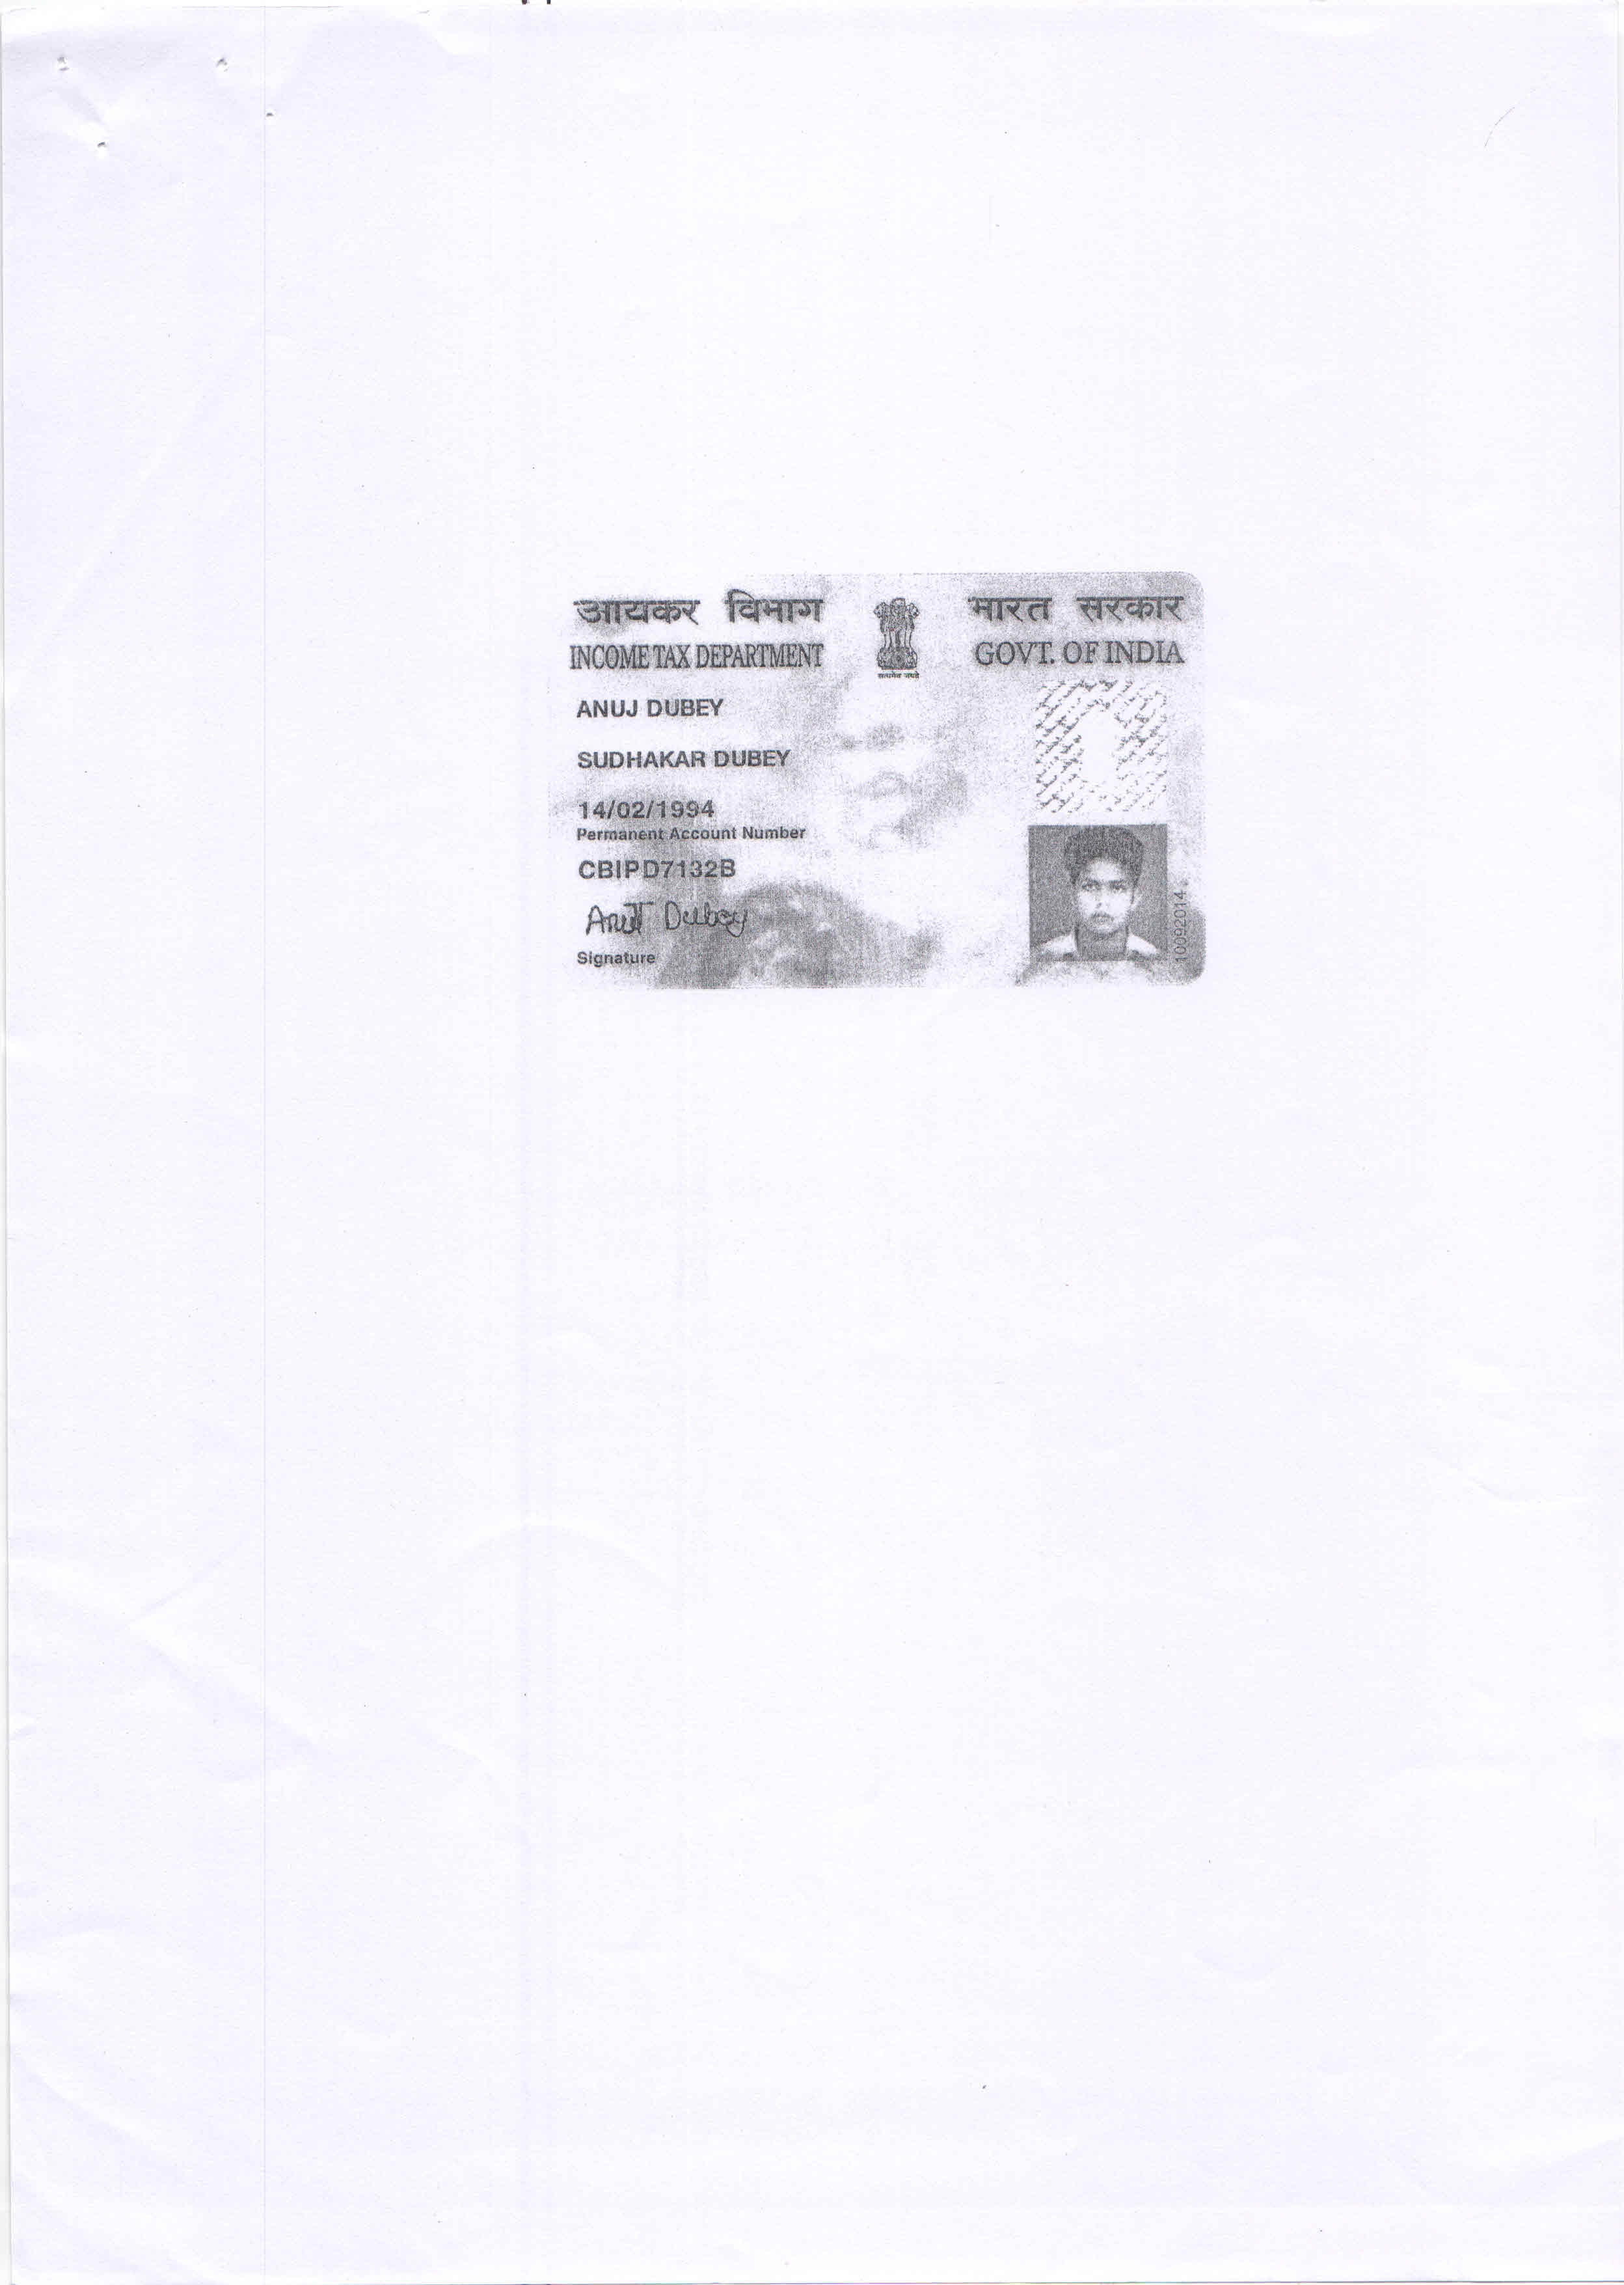 आयकर विभाग
भारत सरकार
INCOME TAX DEPARTMENT
GOVT. OF INDIA
सत्यमेव जयते
ANUJ DUBEY
SUDHAKAR DUBEY
14/02/1994
Permanent Account Number
CBIPD7132B
Anuj Dubey
Signature
10092014